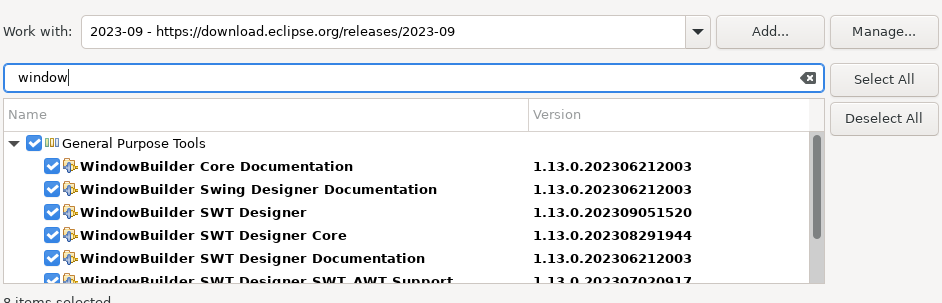 Work with: 2023-09 - https://download.eclipse.org/releases/2023-09 Add... Manage...
window Select All
Name Version Deselect All
General Purpose Tools
WindowBuilder Core Documentation 1.13.0.202306212003
WindowBuilder Swing Designer Documentation 1.13.0.202306212003
WindowBuilder SWT Designer 1.13.0.202309051520
WindowBuilder SWT Designer Core 1.13.0.202308291944
WindowBuilder SWT Designer Documentation 1.13.0.202306212003
WindowBuilder SWT Designer SWT_AWT Support 1.13.0.202307020917
8 items selected